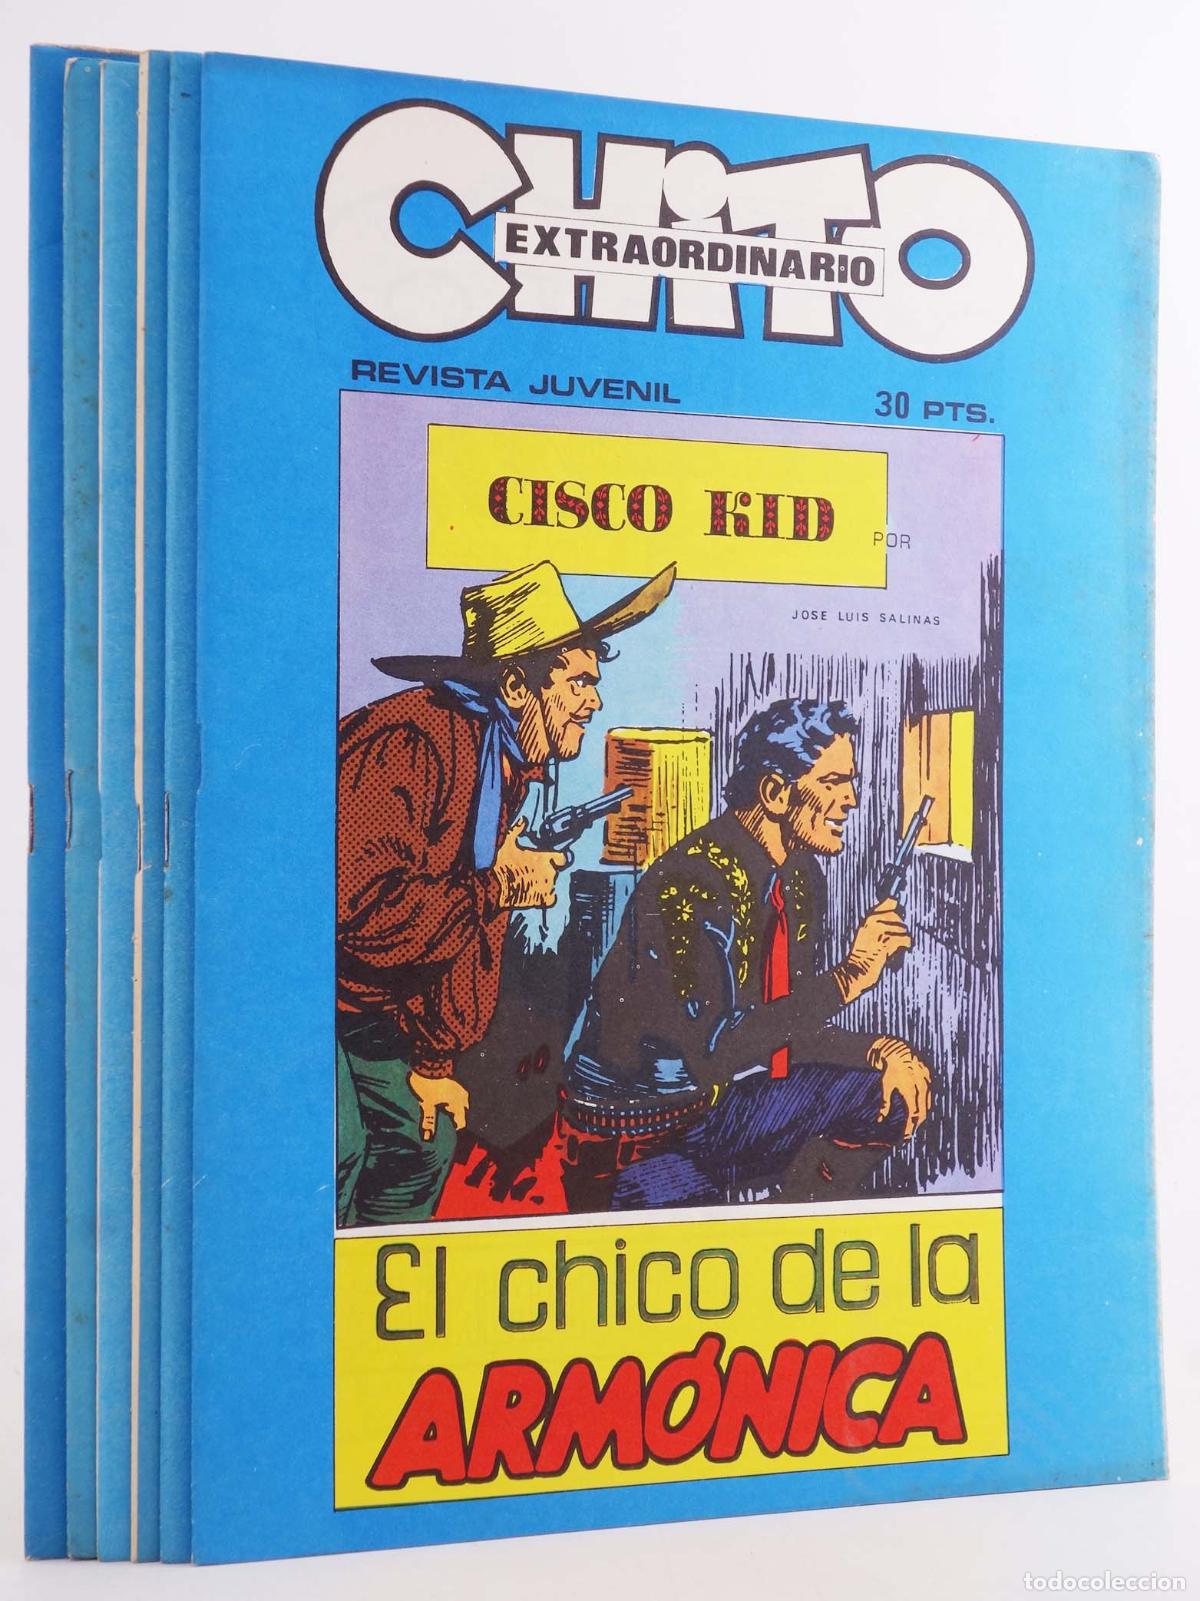 CHiTO
EXTRAORDINARIO
REVISTA JUVENIL 30 PTS.
CISCO KID
POR
JOSE LUIS SALINAS
El chico de la
ARMÓNICA
todocoleccion